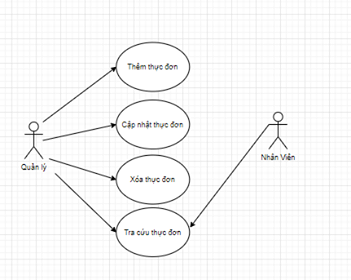 Thêm thực đơn
Cập nhật thực đơn
Quản lý
Nhân Viên
Xóa thực đơn
Tra cứu thực đơn